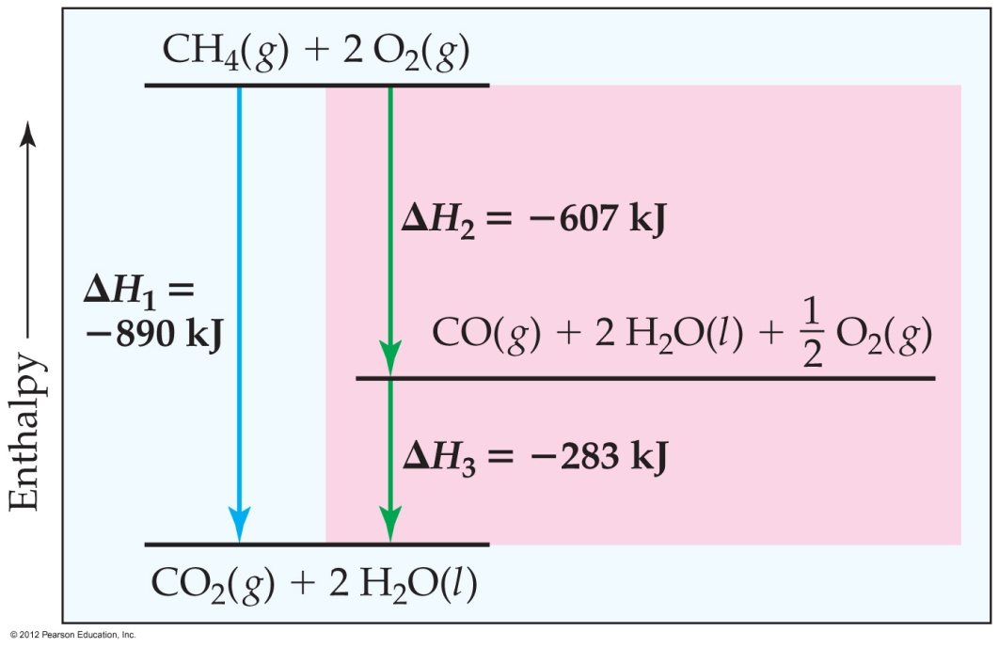 CH₄(g) + 2 O₂(g)
ΔH₂ = −607 kJ
ΔH₁ =
−890 kJ
CO(g) + 2 H₂O(l) + 1/2 O₂(g)
Enthalpy
ΔH₃ = −283 kJ
CO₂(g) + 2 H₂O(l)
© 2012 Pearson Education, Inc.